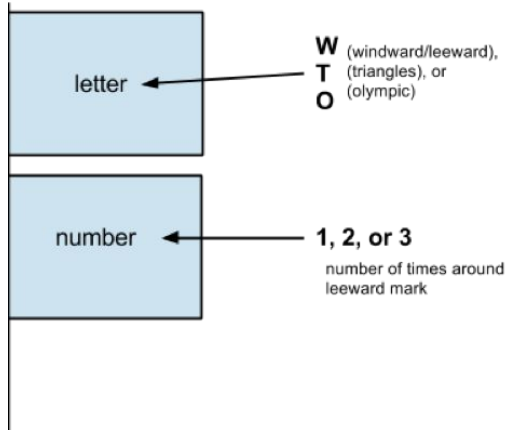 letter
W (windward/leeward),
T (triangles), or
O (olympic)
number
1, 2, or 3
number of times around
leeward mark